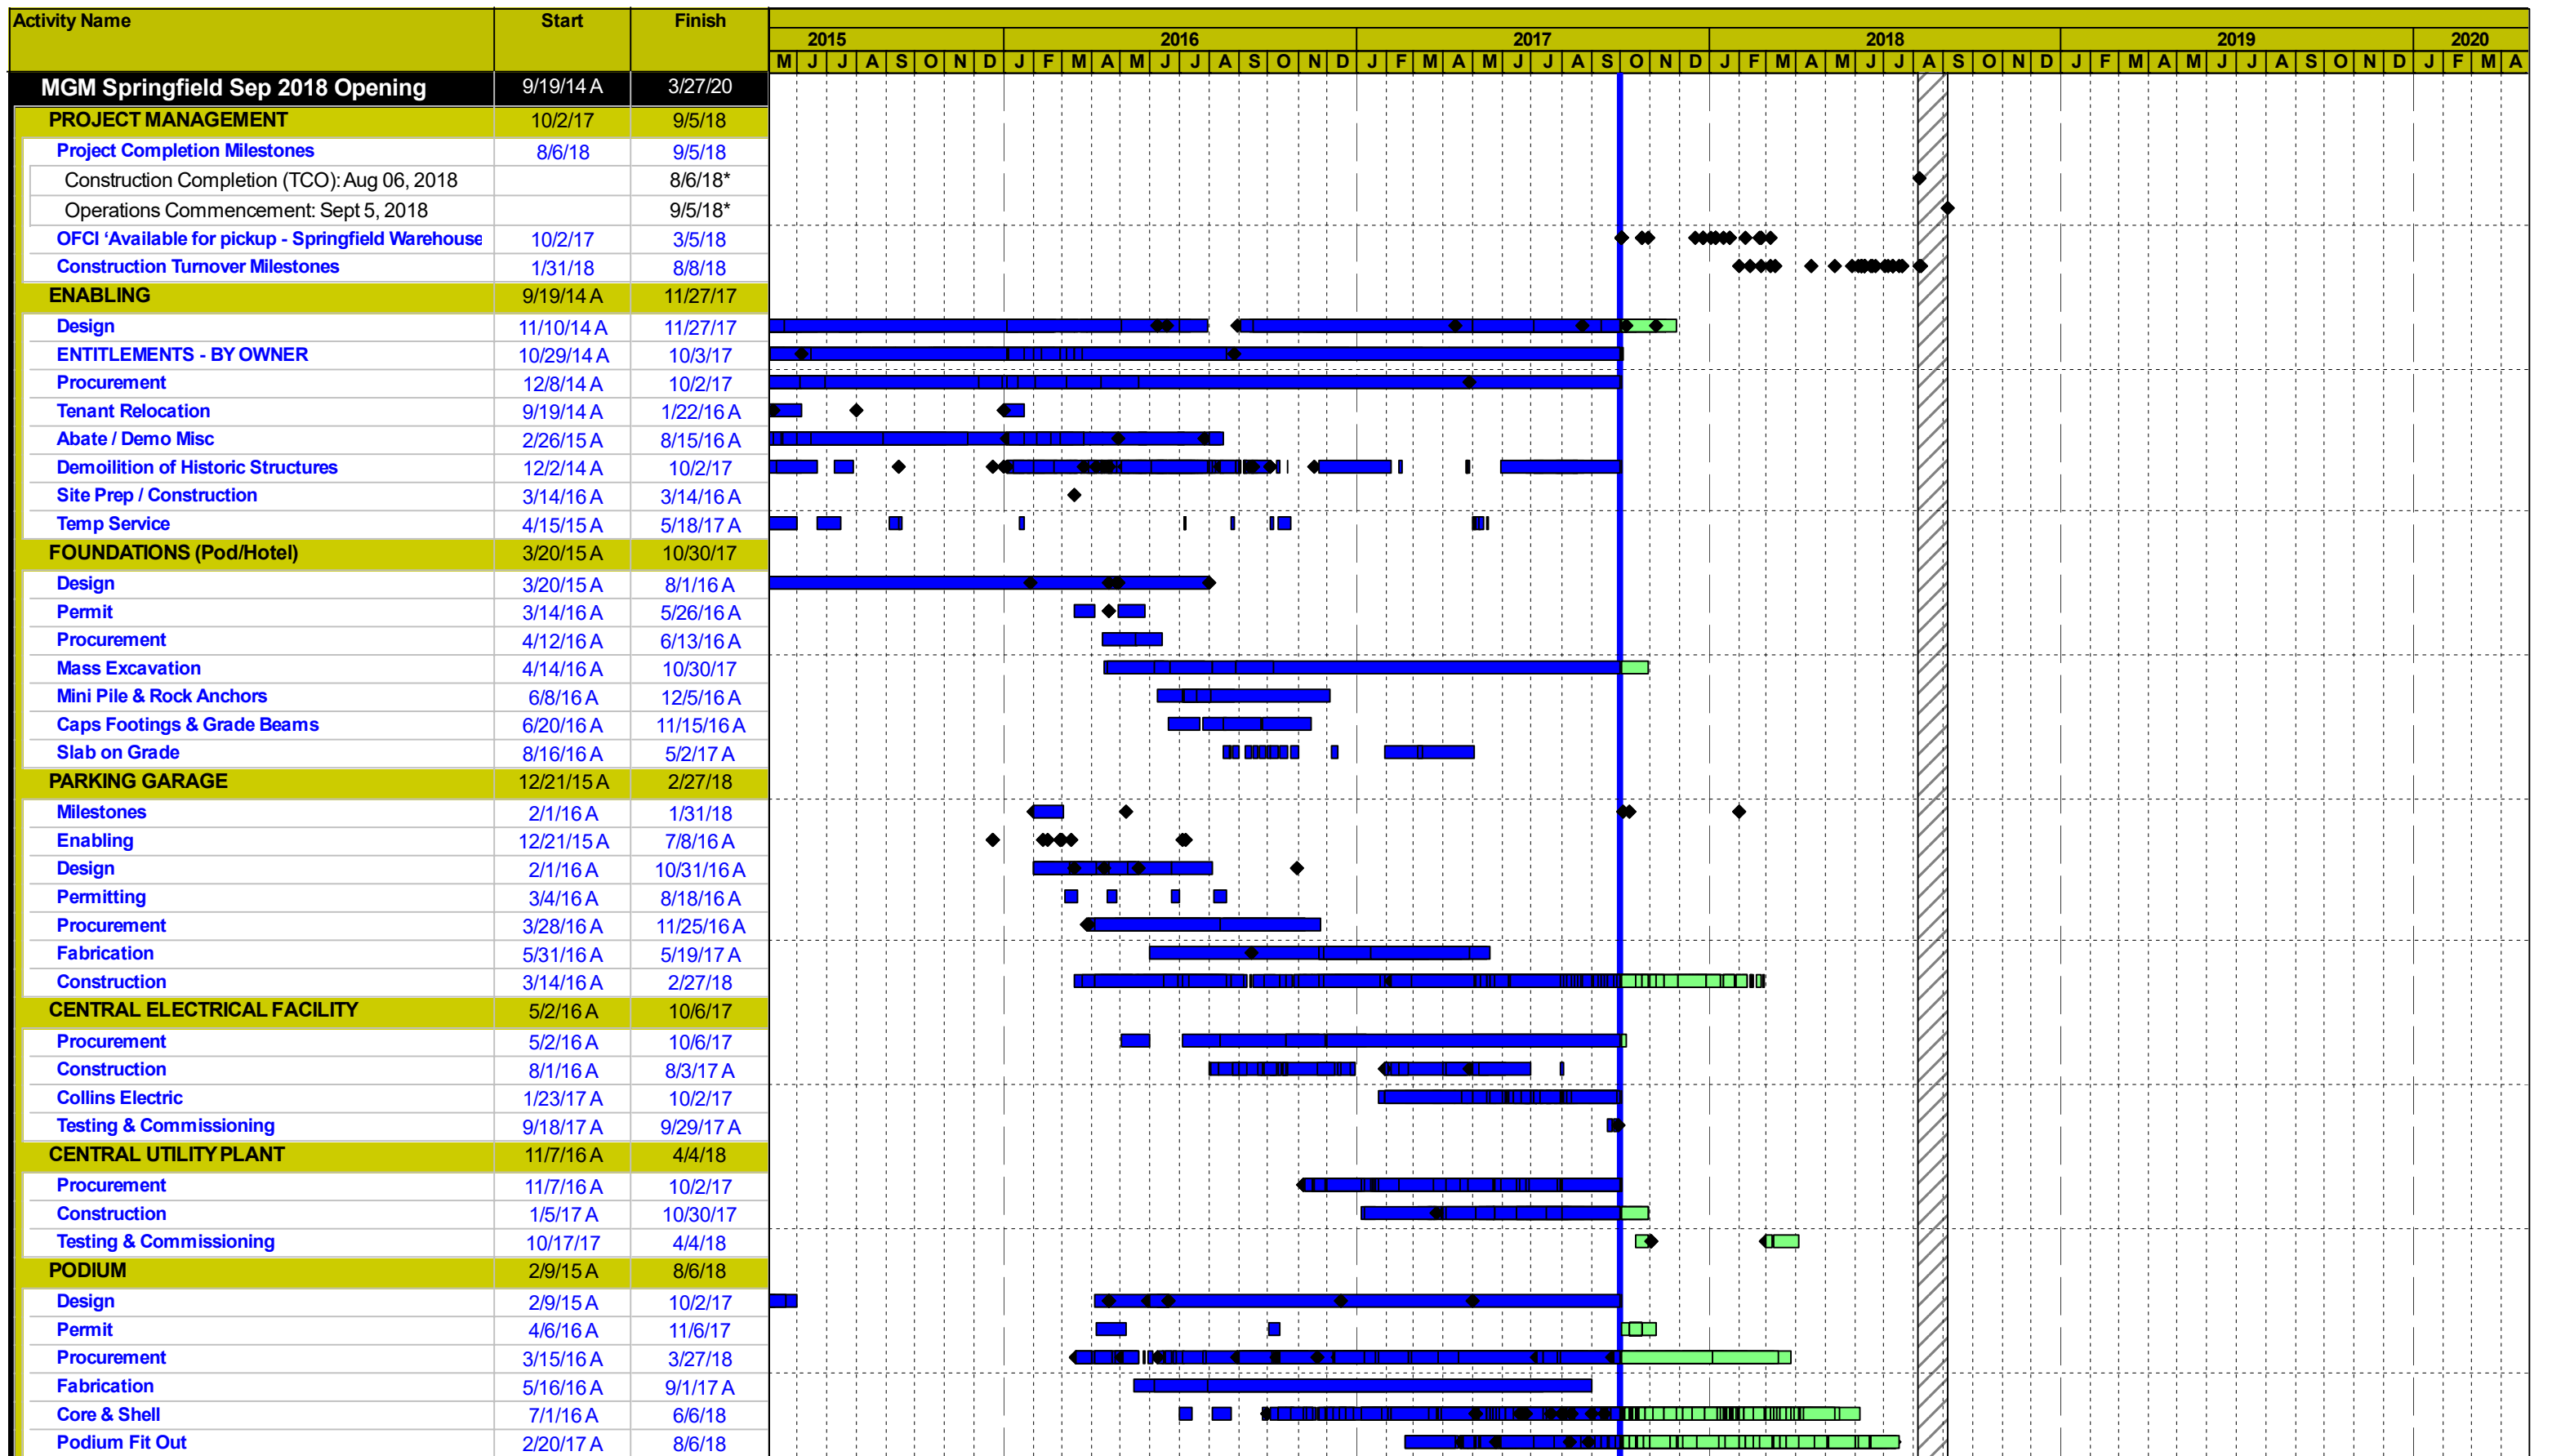 Activity Name Start Finish
2015 2016 2017 2018 2019 2020
M J J A S O N D J F M A M J J A S O N D J F M A M J J A S O N D J F M A M J J A S O N D J F M A M J J A S O N D J F M A
MGM Springfield Sep 2018 Opening 9/19/14 A 3/27/20
PROJECT MANAGEMENT 10/2/17 9/5/18
Project Completion Milestones 8/6/18 9/5/18
Construction Completion (TCO): Aug 06, 2018 8/6/18*
Operations Commencement: Sept 5, 2018 9/5/18*
OFCI ‘Available for pickup - Springfield Warehouse 10/2/17 3/5/18
Construction Turnover Milestones 1/31/18 8/8/18
ENABLING 9/19/14 A 11/27/17
Design 11/10/14 A 11/27/17
ENTITLEMENTS - BY OWNER 10/29/14 A 10/3/17
Procurement 12/8/14 A 10/2/17
Tenant Relocation 9/19/14 A 1/22/16 A
Abate / Demo Misc 2/26/15 A 8/15/16 A
Demoilition of Historic Structures 12/2/14 A 10/2/17
Site Prep / Construction 3/14/16 A 3/14/16 A
Temp Service 4/15/15 A 5/18/17 A
FOUNDATIONS (Pod/Hotel) 3/20/15 A 10/30/17
Design 3/20/15 A 8/1/16 A
Permit 3/14/16 A 5/26/16 A
Procurement 4/12/16 A 6/13/16 A
Mass Excavation 4/14/16 A 10/30/17
Mini Pile & Rock Anchors 6/8/16 A 12/5/16 A
Caps Footings & Grade Beams 6/20/16 A 11/15/16 A
Slab on Grade 8/16/16 A 5/2/17 A
PARKING GARAGE 12/21/15 A 2/27/18
Milestones 2/1/16 A 1/31/18
Enabling 12/21/15 A 7/8/16 A
Design 2/1/16 A 10/31/16 A
Permitting 3/4/16 A 8/18/16 A
Procurement 3/28/16 A 11/25/16 A
Fabrication 5/31/16 A 5/19/17 A
Construction 3/14/16 A 2/27/18
CENTRAL ELECTRICAL FACILITY 5/2/16 A 10/6/17
Procurement 5/2/16 A 10/6/17
Construction 8/1/16 A 8/3/17 A
Collins Electric 1/23/17 A 10/2/17
Testing & Commissioning 9/18/17 A 9/29/17 A
CENTRAL UTILITY PLANT 11/7/16 A 4/4/18
Procurement 11/7/16 A 10/2/17
Construction 1/5/17 A 10/30/17
Testing & Commissioning 10/17/17 4/4/18
PODIUM 2/9/15 A 8/6/18
Design 2/9/15 A 10/2/17
Permit 4/6/16 A 11/6/17
Procurement 3/15/16 A 3/27/18
Fabrication 5/16/16 A 9/1/17 A
Core & Shell 7/1/16 A 6/6/18
Podium Fit Out 2/20/17 A 8/6/18